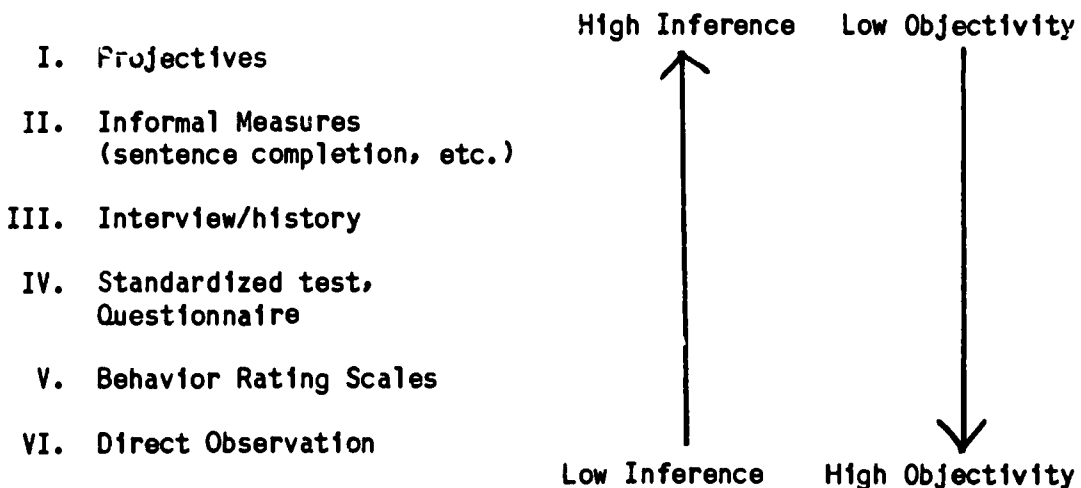 High Inference Low Objectivity
I. Projectives
II. Informal Measures
(sentence completion, etc.)
III. Interview/history
IV. Standardized test,
Questionnaire
V. Behavior Rating Scales
VI. Direct Observation
Low Inference High Objectivity